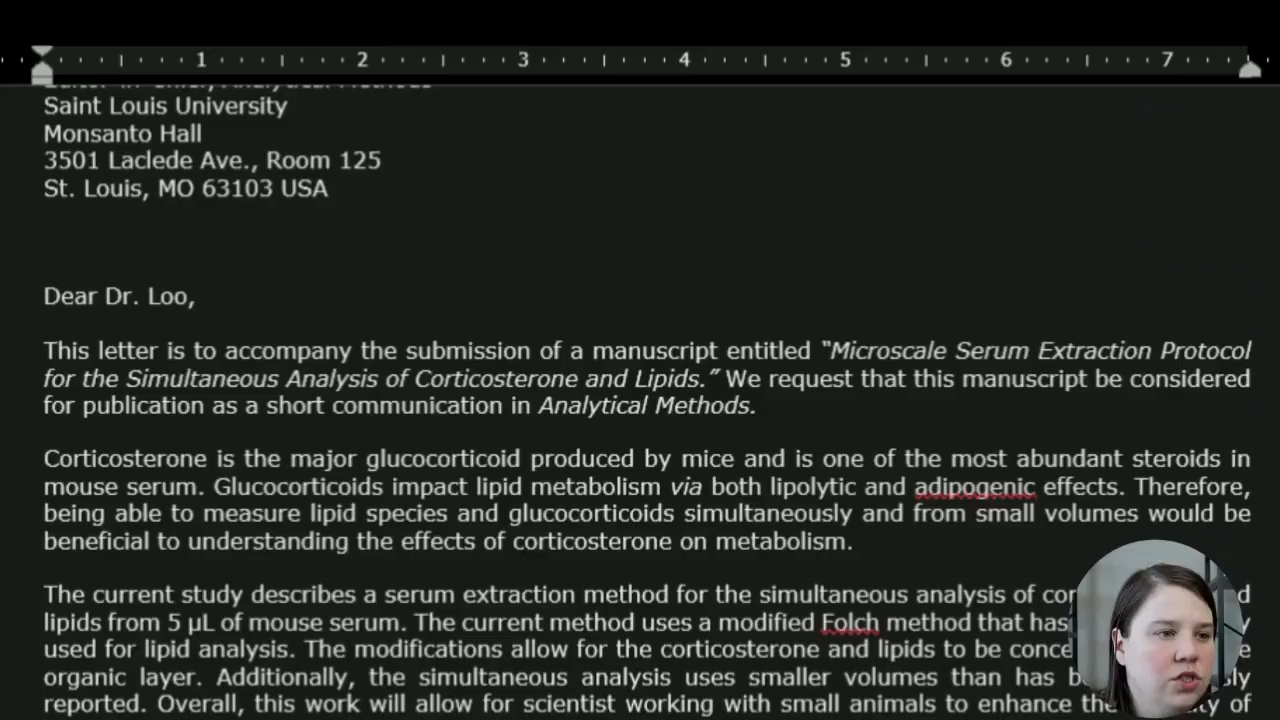 1 2 3 4 5 6 7
Editor-in-Chief, Analytical Methods
Saint Louis University
Monsanto Hall
3501 Laclede Ave., Room 125
St. Louis, MO 63103 USA
Dear Dr. Loo,
This letter is to accompany the submission of a manuscript entitled “Microscale Serum Extraction Protocol
for the Simultaneous Analysis of Corticosterone and Lipids.” We request that this manuscript be considered
for publication as a short communication in Analytical Methods.
Corticosterone is the major glucocorticoid produced by mice and is one of the most abundant steroids in
mouse serum. Glucocorticoids impact lipid metabolism via both lipolytic and adipogenic effects. Therefore,
being able to measure lipid species and glucocorticoids simultaneously and from small volumes would be
beneficial to understanding the effects of corticosterone on metabolism.
The current study describes a serum extraction method for the simultaneous analysis of
lipids from 5 µL of mouse serum. The current method uses a modified Folch method that has
used for lipid analysis. The modifications allow for the corticosterone and lipids to be
organic layer. Additionally, the simultaneous analysis uses smaller volumes than has
reported. Overall, this work will allow for scientist working with small animals to enhance the of